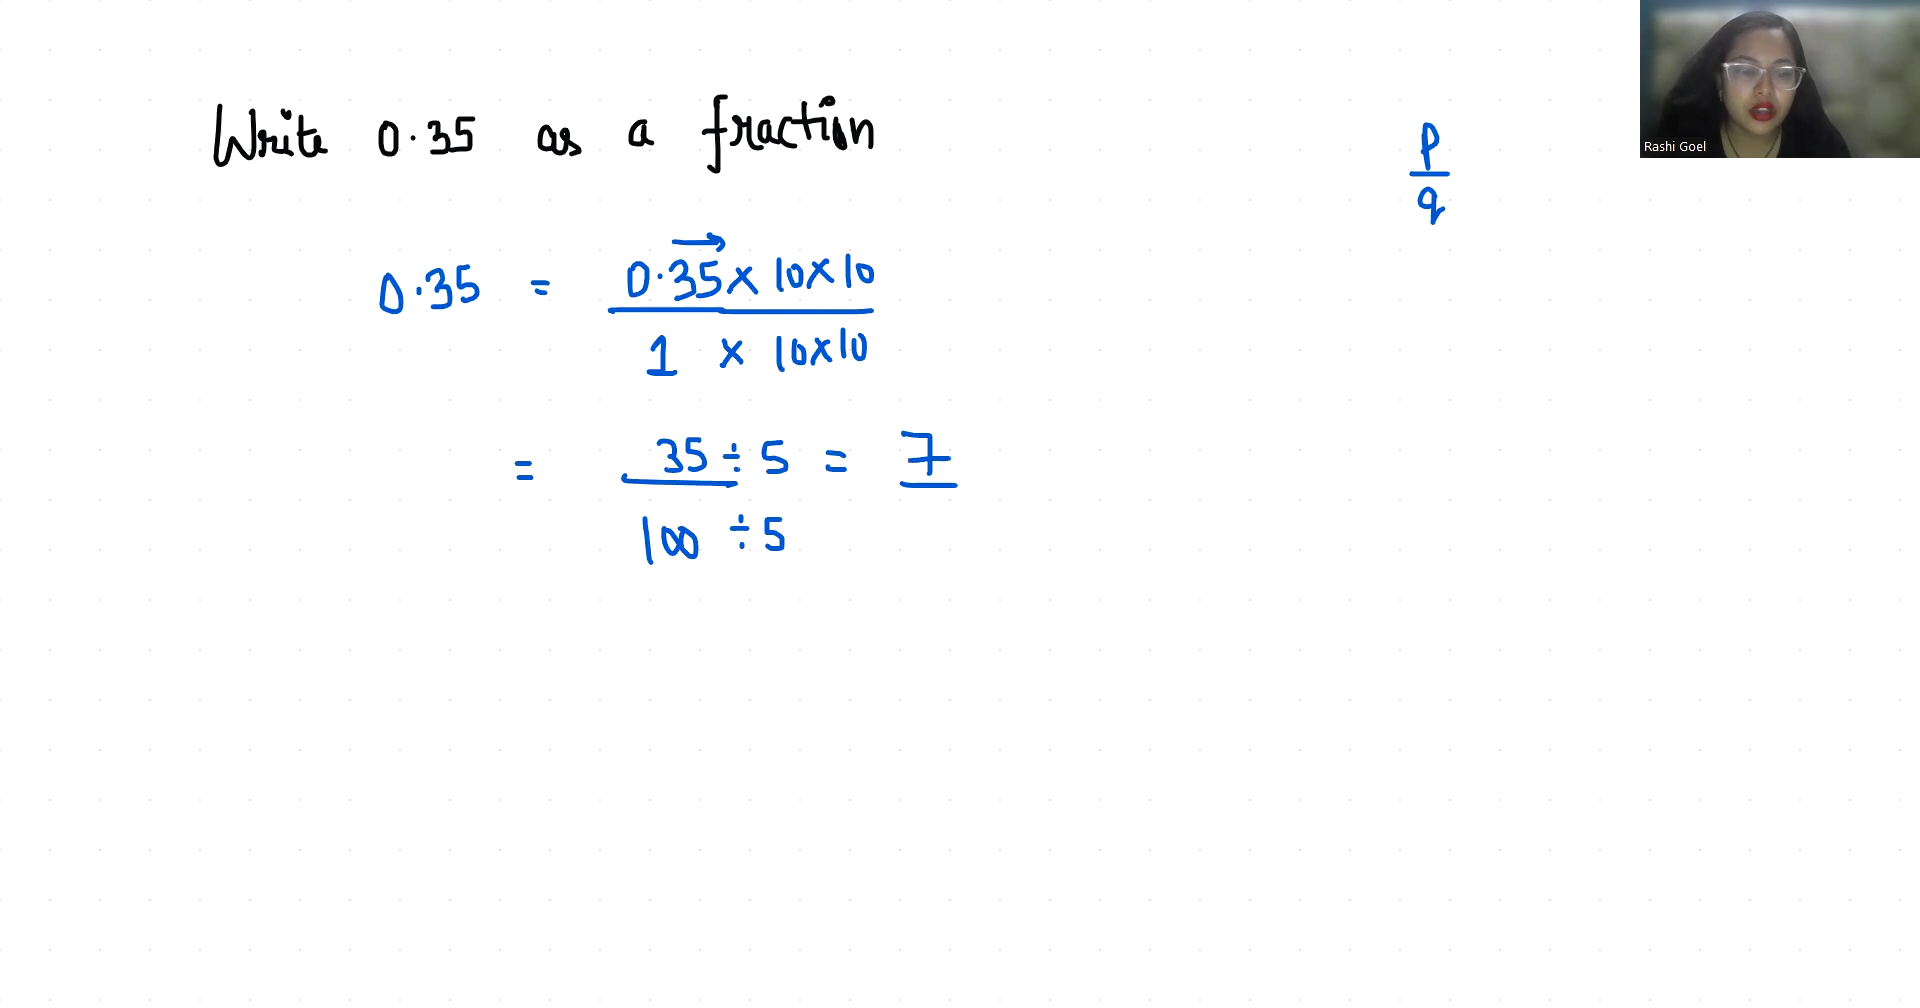 Write 0.35 as a fraction
Rashi Goel
p
q
0.35 = 0.35 x 10 x 10
1 x 10 x 10
= 35 ÷ 5 = 7
100 ÷ 5